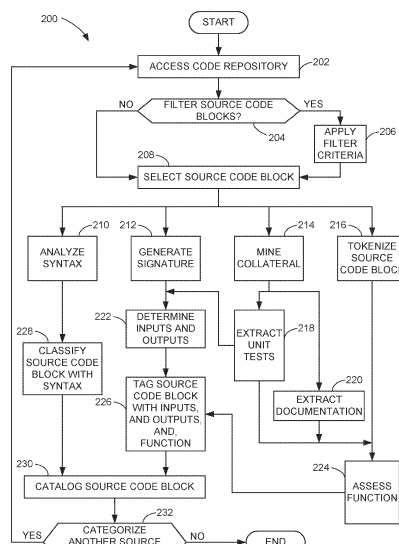 200
START
ACCESS CODE REPOSITORY
202
NO
FILTER SOURCE CODE
BLOCKS?
YES
204
APPLY
FILTER
CRITERIA
206
208
SELECT SOURCE CODE BLOCK
210
212
214
216
ANALYZE
SYNTAX
GENERATE
SIGNATURE
MINE
COLLATERAL
TOKENIZE
SOURCE
CODE BLOCK
222
DETERMINE
INPUTS AND
OUTPUTS
EXTRACT
UNIT
TESTS
218
228
CLASSIFY
SOURCE CODE
BLOCK WITH
SYNTAX
226
TAG SOURCE
CODE BLOCK
WITH INPUTS,
AND OUTPUTS,
AND,
FUNCTION
220
EXTRACT
DOCUMENTATION
230
CATALOG SOURCE CODE BLOCK
224
ASSESS
FUNCTION
232
YES
CATEGORIZE
ANOTHER SOURCE
NO
END